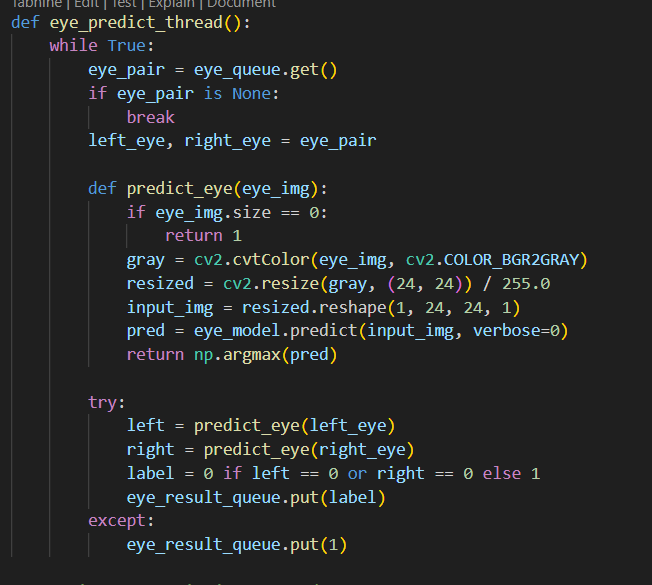 Tabnine | Edit | Test | Explain | Document
def eye_predict_thread():
    while True:
        eye_pair = eye_queue.get()
        if eye_pair is None:
            break
        left_eye, right_eye = eye_pair

        def predict_eye(eye_img):
            if eye_img.size == 0:
                return 1
            gray = cv2.cvtColor(eye_img, cv2.COLOR_BGR2GRAY)
            resized = cv2.resize(gray, (24, 24)) / 255.0
            input_img = resized.reshape(1, 24, 24, 1)
            pred = eye_model.predict(input_img, verbose=0)
            return np.argmax(pred)

        try:
            left = predict_eye(left_eye)
            right = predict_eye(right_eye)
            label = 0 if left == 0 or right == 0 else 1
            eye_result_queue.put(label)
        except:
            eye_result_queue.put(1)